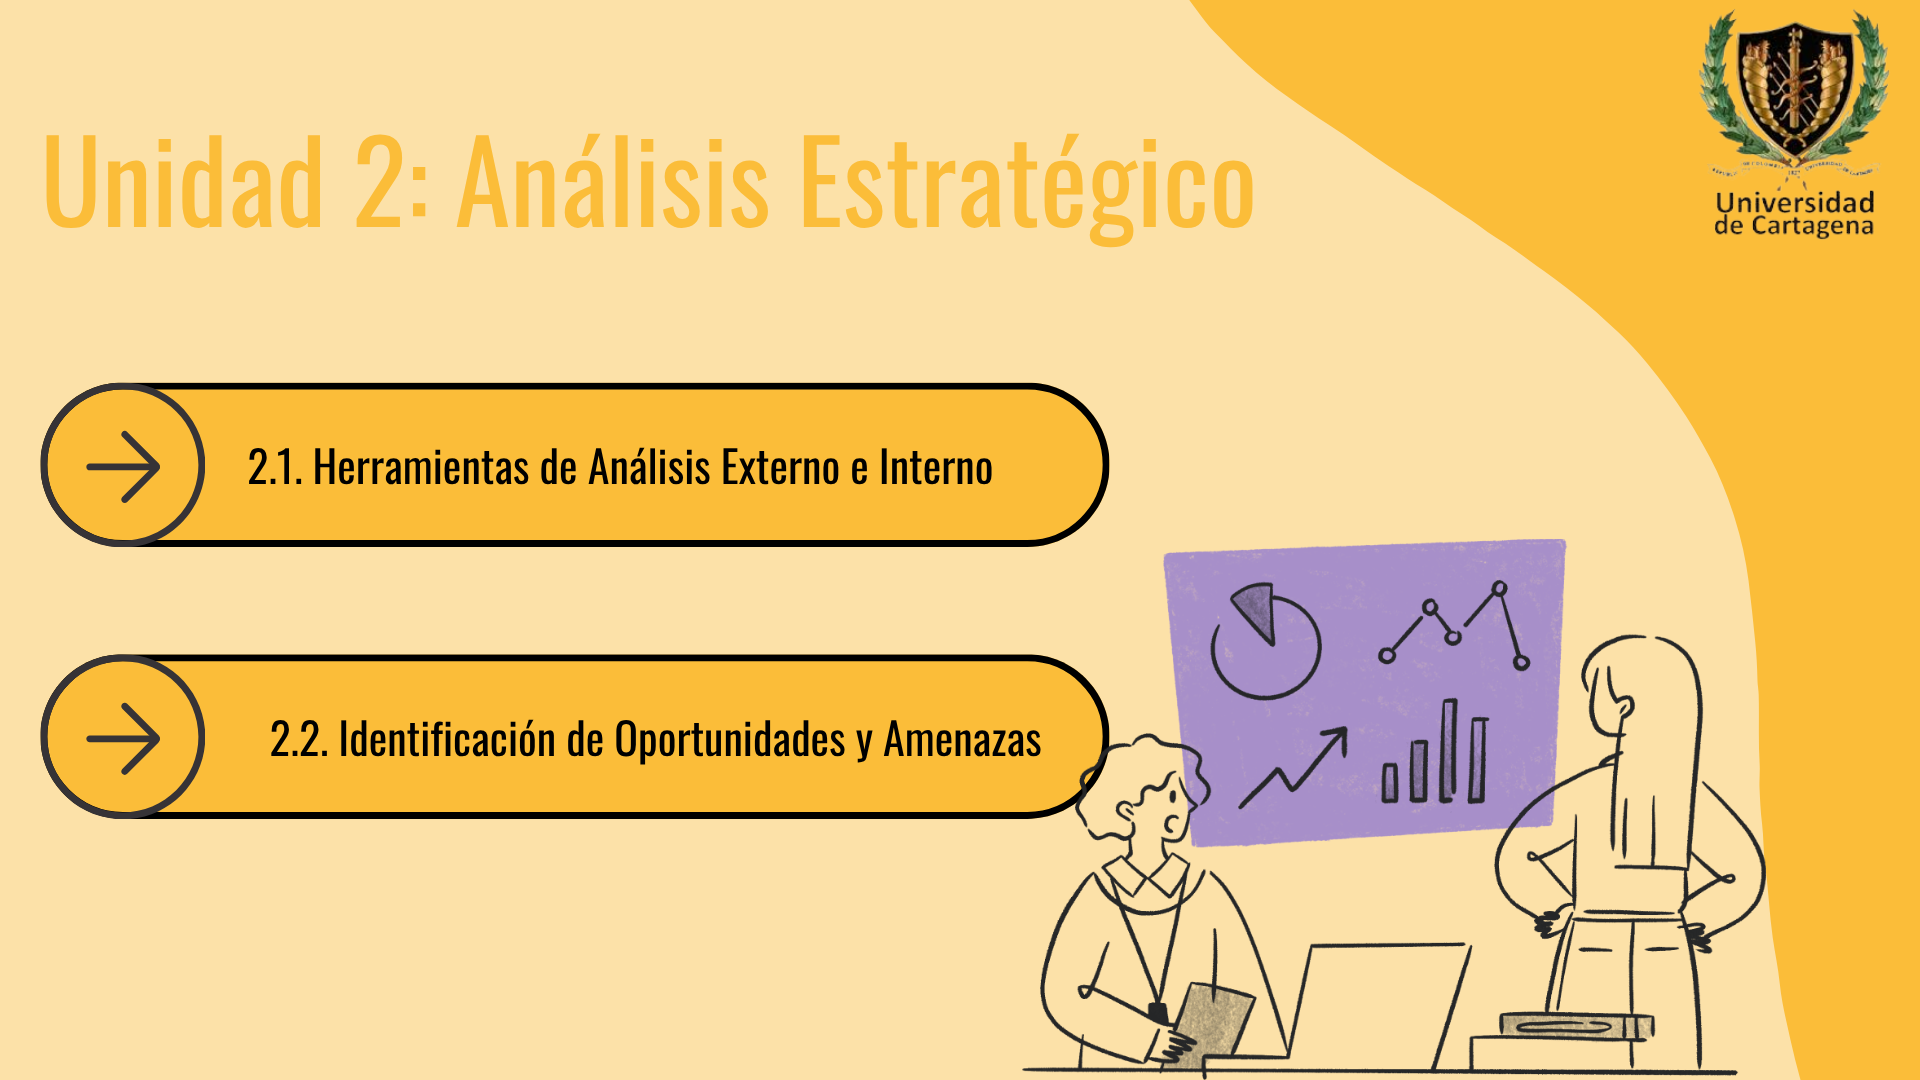 Unidad 2: Análisis Estratégico
Universidad
de Cartagena
2.1. Herramientas de Análisis Externo e Interno
2.2. Identificación de Oportunidades y Amenazas